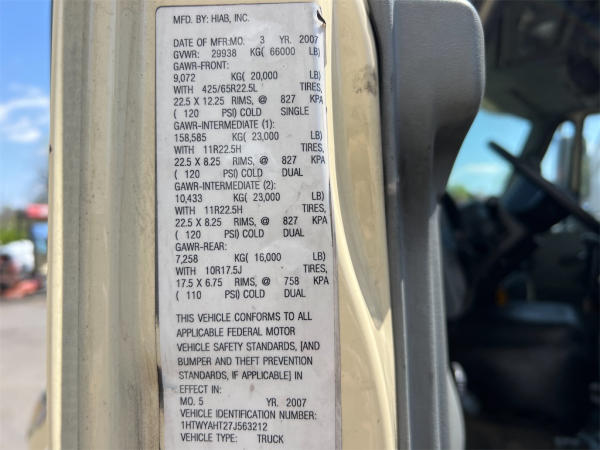 MFD. BY: HIAB, INC.
DATE OF MFR:MO. 3 YR. 2007
GVWR: 29938 KG( 66000 LB)
GAWR-FRONT:
9,072 KG( 20,000 LB)
WITH 425/65R22.5L TIRES,
22.5 X 12.25 RIMS, @ 827 KPA
( 120 PSI) COLD SINGLE
GAWR-INTERMEDIATE (1):
158,585 KG( 23,000 LB)
WITH 11R22.5H TIRES,
22.5 X 8.25 RIMS, @ 827 KPA
( 120 PSI) COLD DUAL
GAWR-INTERMEDIATE (2):
10,433 KG( 23,000 LB)
WITH 11R22.5H TIRES,
22.5 X 8.25 RIMS, @ 827 KPA
( 120 PSI) COLD DUAL
GAWR-REAR:
7,258 KG( 16,000 LB)
WITH 10R17.5J TIRES,
17.5 X 6.75 RIMS, @ 758 KPA
( 110 PSI) COLD DUAL
THIS VEHICLE CONFORMS TO ALL
APPLICABLE FEDERAL MOTOR
VEHICLE SAFETY STANDARDS, [AND
BUMPER AND THEFT PREVENTION
STANDARDS, IF APPLICABLE] IN
EFFECT IN:
MO. 5 YR. 2007
VEHICLE IDENTIFICATION NUMBER:
1HTWYAHT27J563212
VEHICLE TYPE: TRUCK